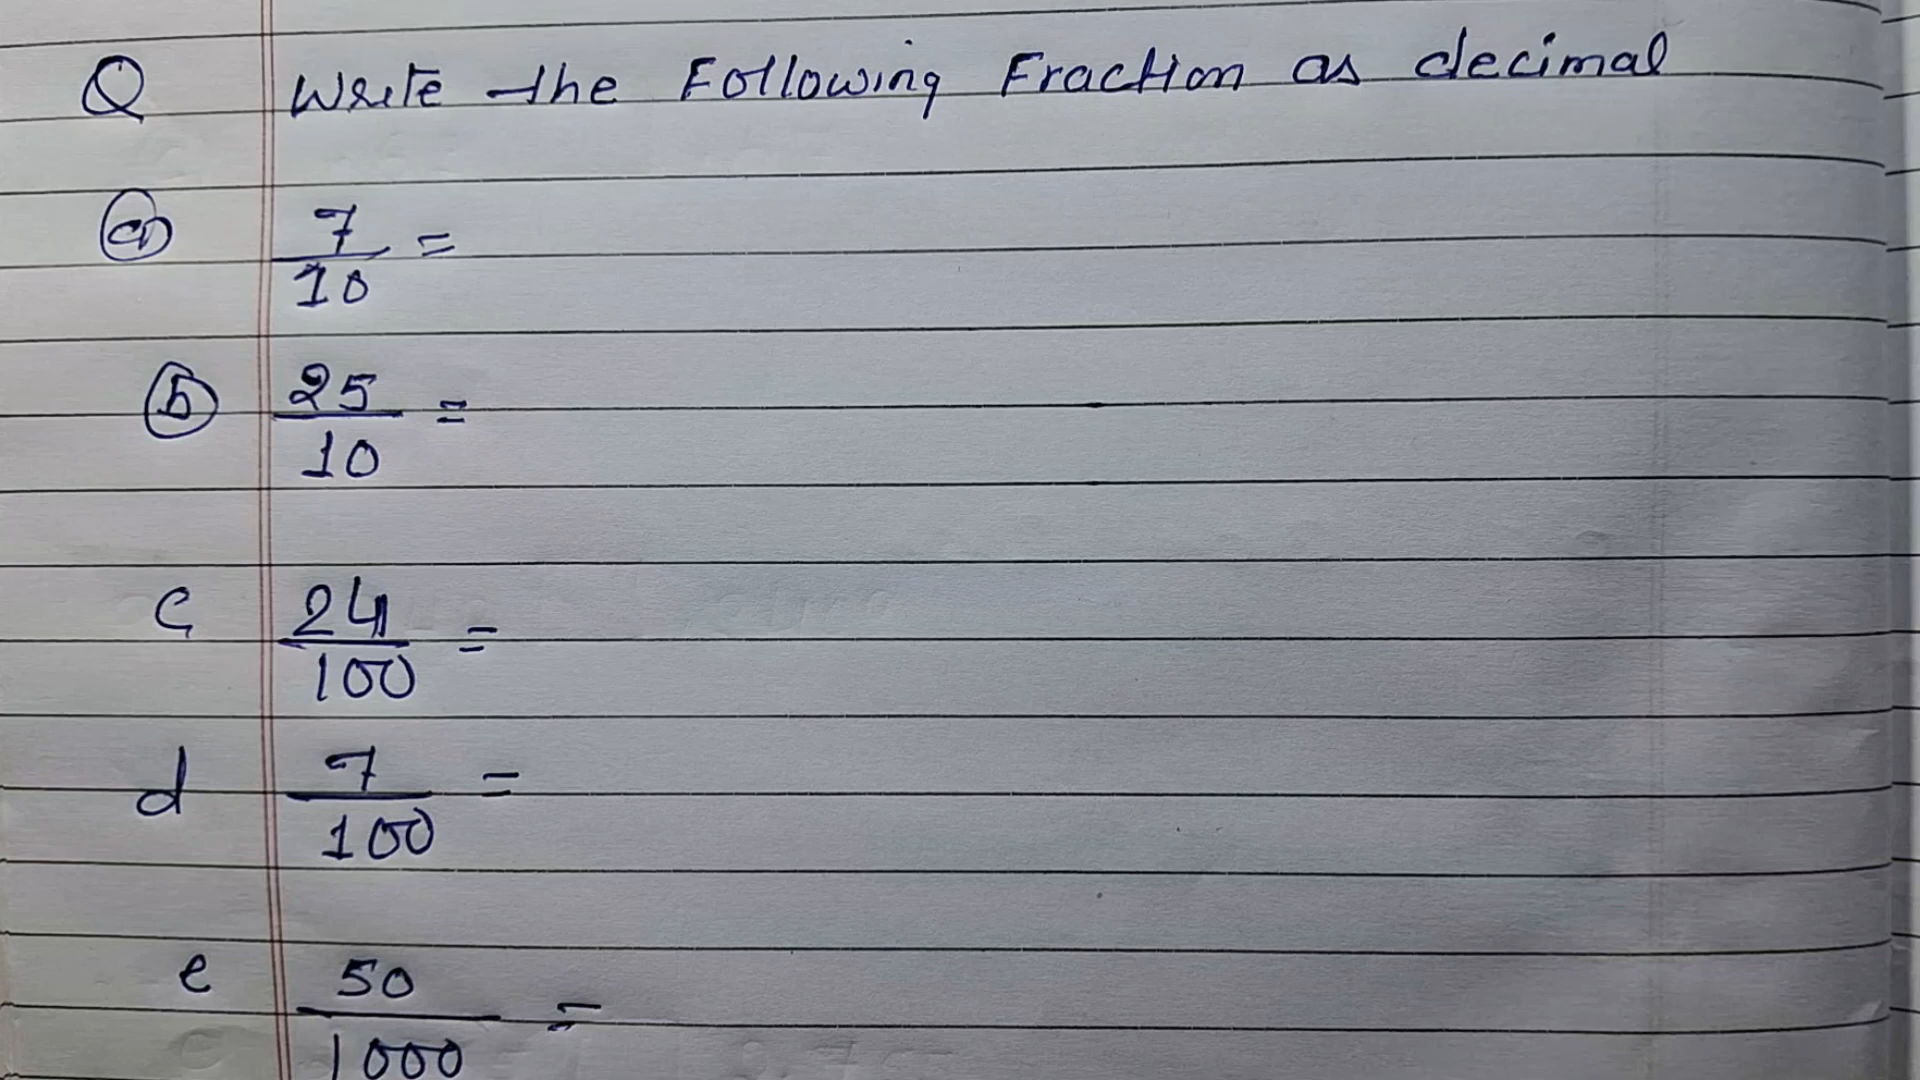 Q Write the Following Fraction as decimal
a 7/10 =
b 25/10 =
c 24/100 =
d 7/100 =
e 50/1000 =